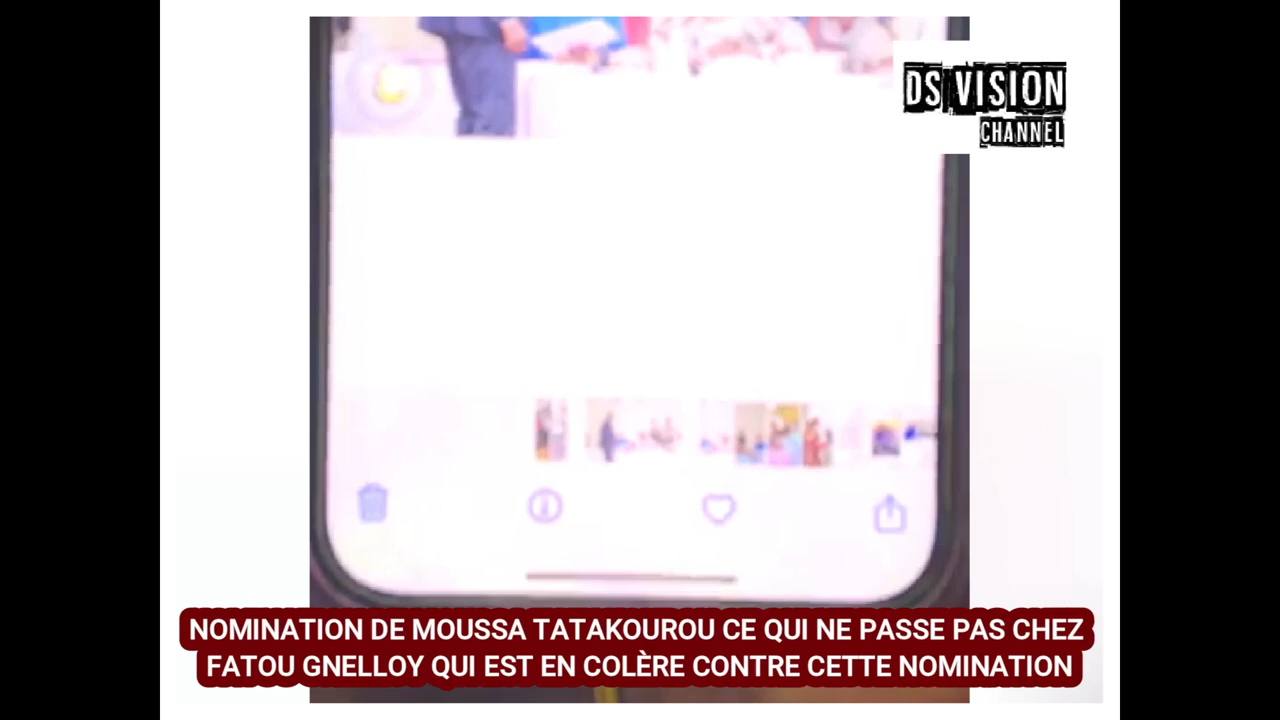 DS VISION
CHANNEL
NOMINATION DE MOUSSA TATAKOUROU CE QUI NE PASSE PAS CHEZ
FATOU GNELLOY QUI EST EN COLÈRE CONTRE CETTE NOMINATION